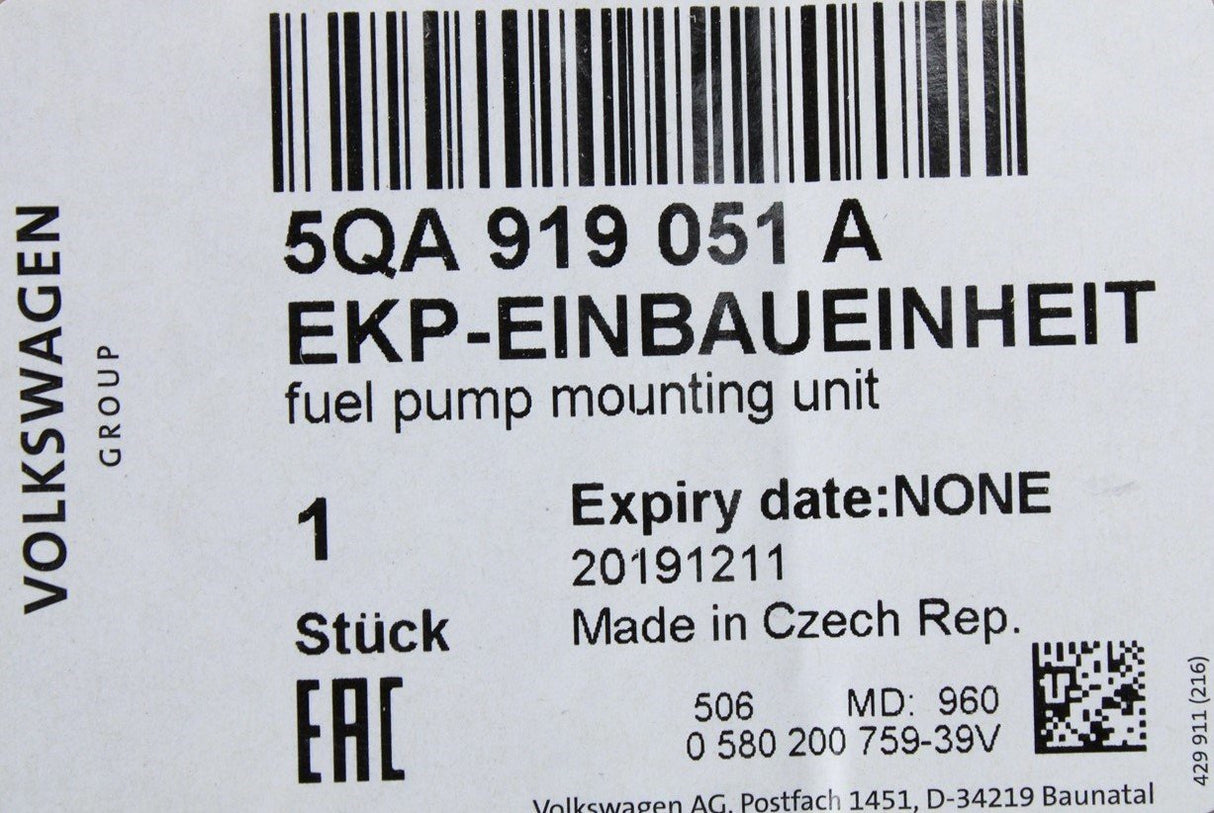 5QA 919 051 A
EKP-EINBAUEINHEIT
fuel pump mounting unit
VOLKSWAGEN
GROUP
1
Stück
Expiry date:NONE
20191211
Made in Czech Rep.
EAC
506 MD: 960
0 580 200 759-39V
Volkswagen AG, Postfach 1451, D-34219 Baunatal
429 911 (216)